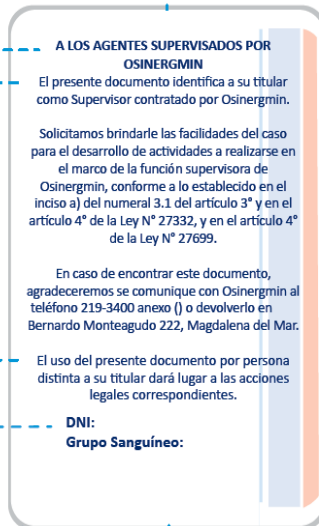 A LOS AGENTES SUPERVISADOS POR
OSINERGMIN
El presente documento identifica a su titular
como Supervisor contratado por Osinergmin.
Solicitamos brindarle las facilidades del caso
para el desarrollo de actividades a realizarse en
el marco de la función supervisora de
Osinergmin, conforme a lo establecido en el
inciso a) del numeral 3.1 del artículo 3° y en el
artículo 4° de la Ley N° 27332, y en el artículo 4°
de la Ley N° 27699.
En caso de encontrar este documento,
agradeceremos se comunique con Osinergmin al
teléfono 219-3400 anexo () o devolverlo en
Bernardo Monteagudo 222, Magdalena del Mar.
El uso del presente documento por persona
distinta a su titular dará lugar a las acciones
legales correspondientes.
DNI:
Grupo Sanguíneo: